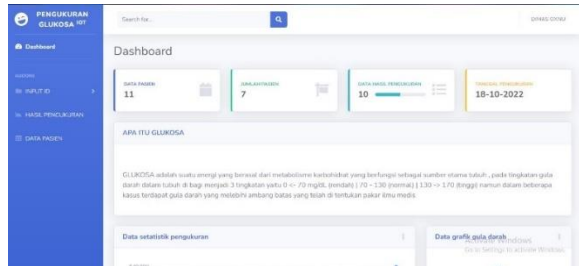 PENGUKURAN
GLUKOSA IOT
Search for...
DIMAS
Dashboard
Dashboard
DATA PASIEN
11
7
DATA HASIL PENGUKURAN
10
TANGGAL PENGUKURAN
18-10-2022
INPUT ID
HASIL PENGUKURAN
DATA PASIEN
APA ITU GLUKOSA
GLUKOSA adalah suatu energi yang berasal dari metabolisme karbohidrat yang berfungsi sebagai sumber utama tubuh , pada tingkatan gula
darah dalam tubuh di bagi menjadi 3 tingkatan yaitu 0 <- 70 mg/dL (rendah) | 70 - 130 (normal) | 130 -> 170 (tinggi) namun dalam beberapa
kasus terdapat gula darah yang melebihi ambang batas yang telah di tentukan pakar ilmu medis
Data setatistik pengukuran
Data grafik gula darah
Activate Windows
Go to Settings to activate Windows.